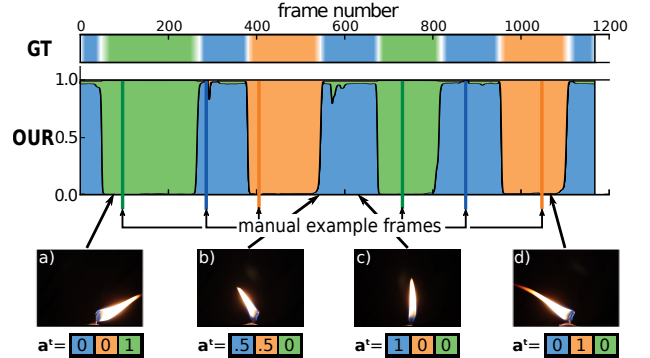 frame number
0 200 400 600 800 1000 1200
GT
1.0
OUR 0.5
0.0
manual example frames
a) b) c) d)
aᵗ= 0 0 1 aᵗ= .5 .5 0 aᵗ= 1 0 0 aᵗ= 0 1 0